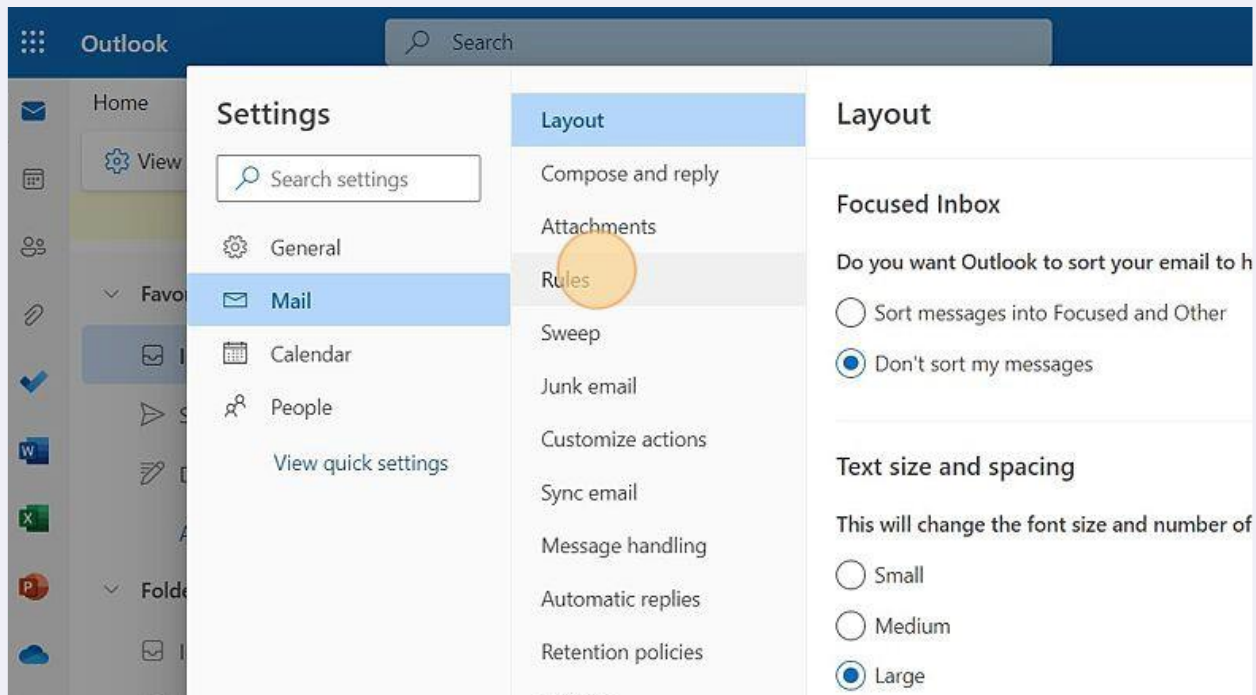 Outlook
Search
Home
View
Favo
Folde
Settings
Search settings
General
Mail
Calendar
People
View quick settings
Layout
Compose and reply
Attachments
Rules
Sweep
Junk email
Customize actions
Sync email
Message handling
Automatic replies
Retention policies
Layout
Focused Inbox
Do you want Outlook to sort your email to h
Sort messages into Focused and Other
Don't sort my messages
Text size and spacing
This will change the font size and number of
Small
Medium
Large